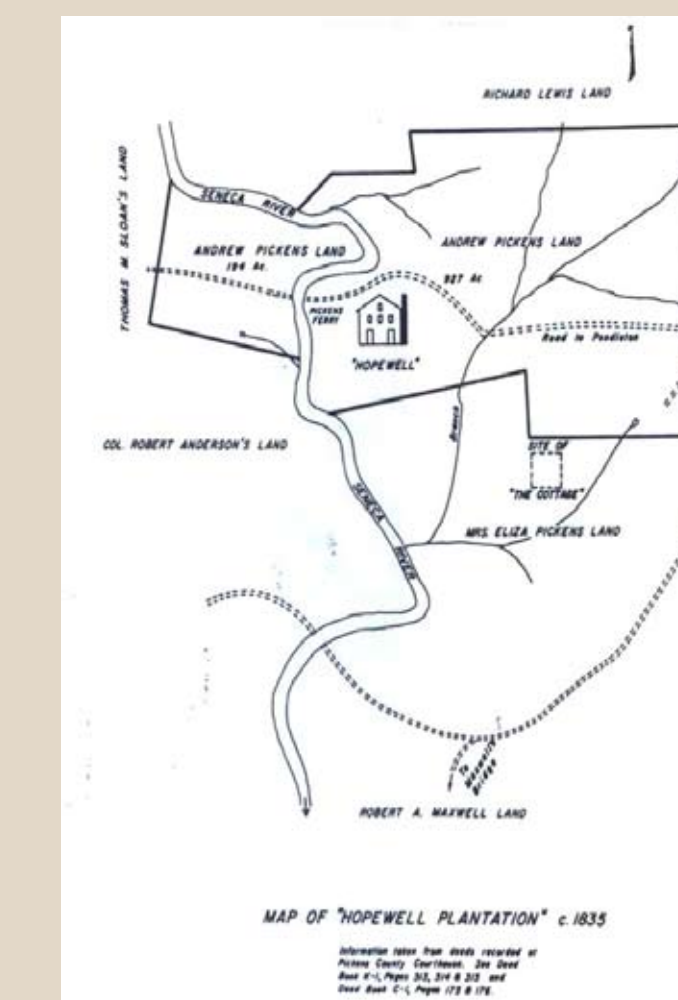 RICHARD LEWIS LAND
THOMAS M. SLOAN'S LAND
SENECA RIVER
ANDREW PICKENS LAND
194 Ac.
ANDREW PICKENS LAND
927 Ac
PICKENS
FERRY
"HOPEWELL"
Road to Pendleton
COL. ROBERT ANDERSON'S LAND
SITE OF
"THE COTTAGE"
SENECA RIVER
MRS. ELIZA PICKENS LAND
To
Maxwell's
Bridge
ROBERT A. MAXWELL LAND
MAP OF "HOPEWELL PLANTATION" c. 1835
Information taken from deeds recorded at
Pickens County Courthouse. See Deed
Book K-1, Pages 313, 314 & 315 and
Deed Book C-1, Pages 175 & 176.